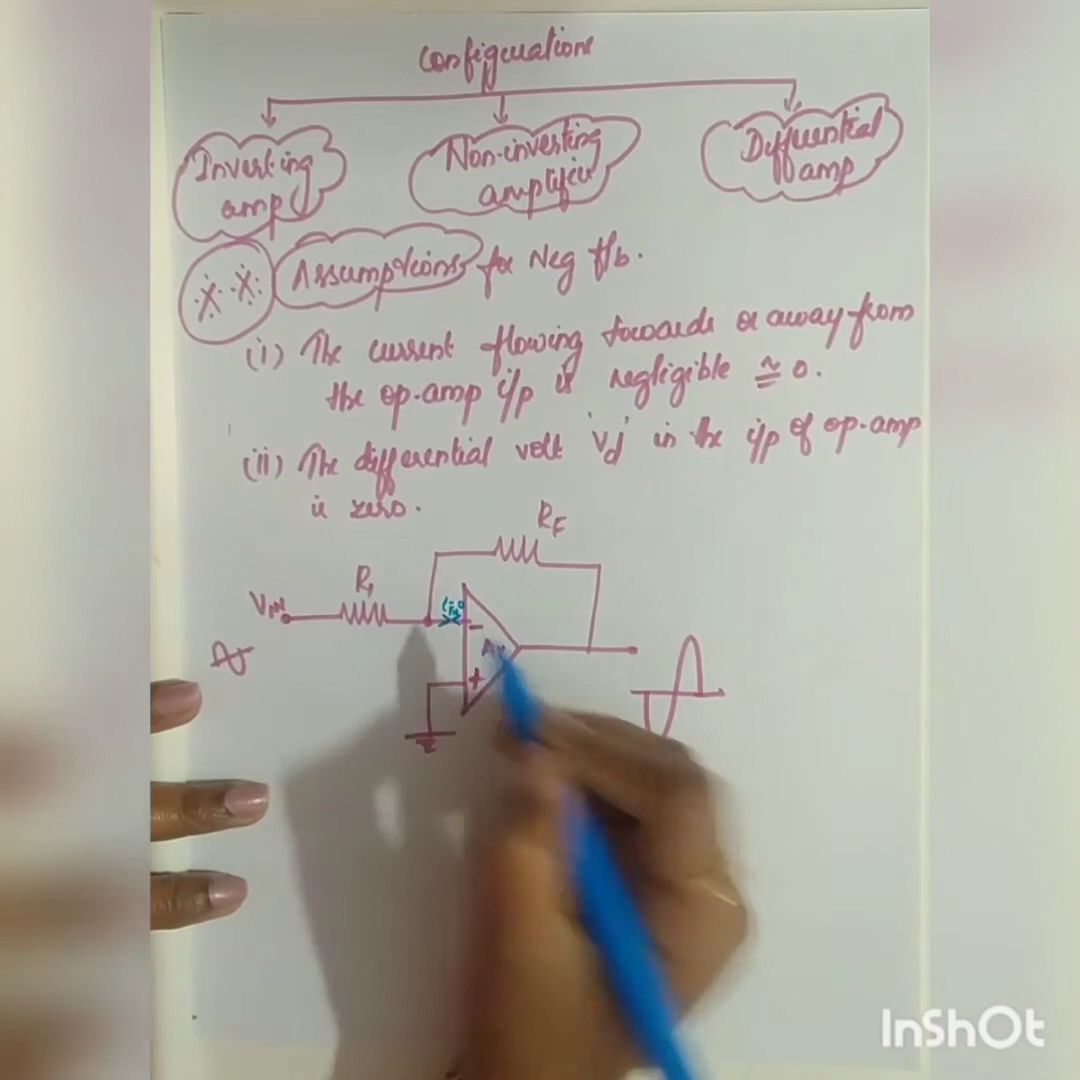 Configurations
Inverting
amp
Non-inverting
amplifier
Differential
amp
Assumptions for Neg f/b.
(i) The current flowing towards or away from
the op-amp i/p is negligible ≅ 0.
(ii) The differential volt 'Vd' in the i/p of op-amp
is zero.
RF
R1
VIN
-
+
InShOt